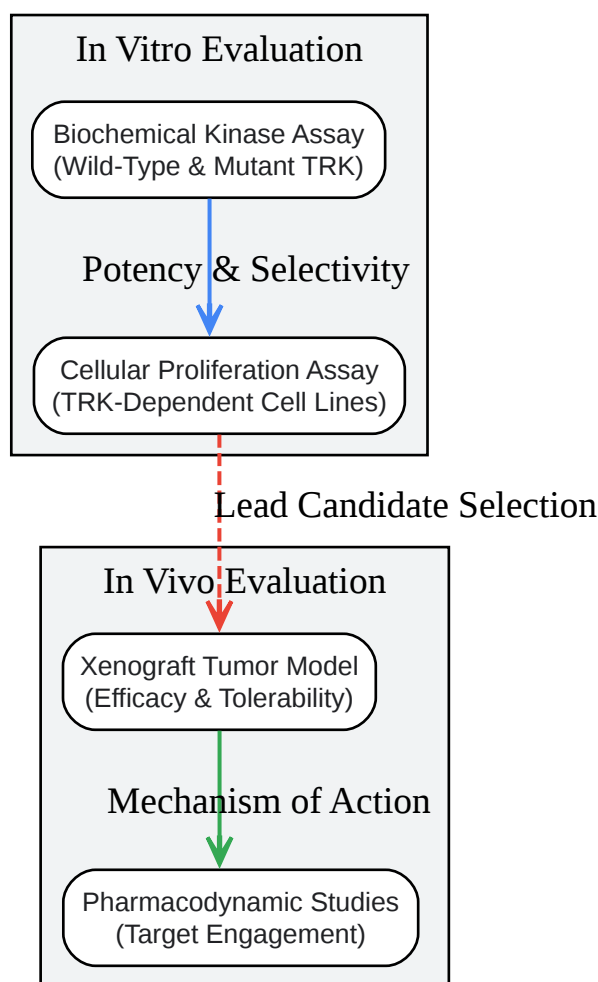 In Vitro Evaluation
Biochemical Kinase Assay
(Wild-Type & Mutant TRK)
Potency & Selectivity
Cellular Proliferation Assay
(TRK-Dependent Cell Lines)
Lead Candidate Selection
In Vivo Evaluation
Xenograft Tumor Model
(Efficacy & Tolerability)
Mechanism of Action
Pharmacodynamic Studies
(Target Engagement)